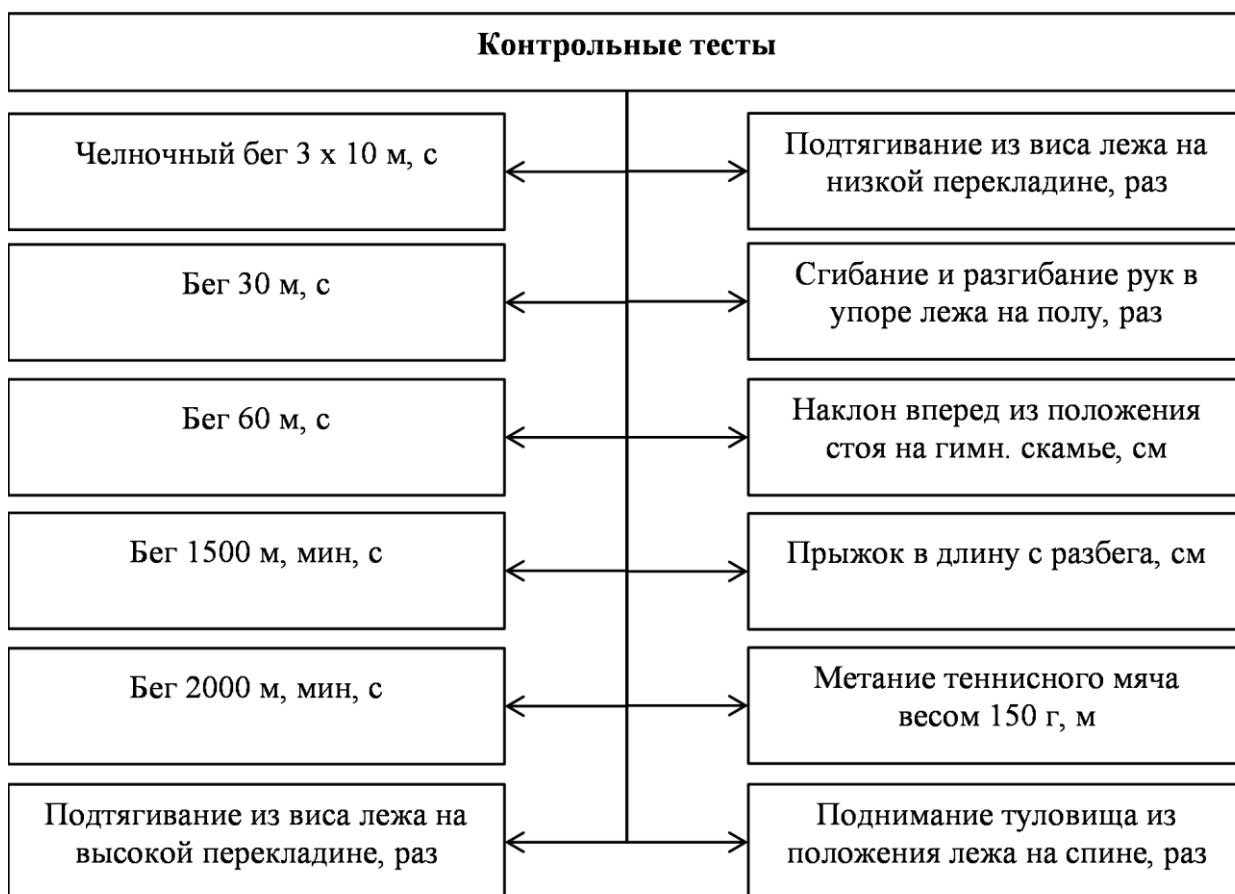 Контрольные тесты
Челночный бег 3 х 10 м, с
Подтягивание из виса лежа на
низкой перекладине, раз
Бег 30 м, с
Сгибание и разгибание рук в
упоре лежа на полу, раз
Бег 60 м, с
Наклон вперед из положения
стоя на гимн. скамье, см
Бег 1500 м, мин, с
Прыжок в длину с разбега, см
Бег 2000 м, мин, с
Метание теннисного мяча
весом 150 г, м
Подтягивание из виса лежа на
высокой перекладине, раз
Поднимание туловища из
положения лежа на спине, раз